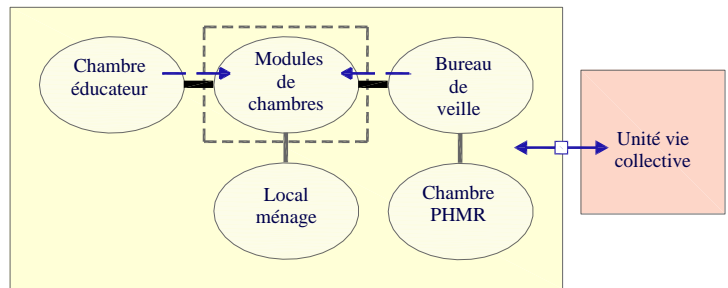 Chambre
éducateur
Modules
de
chambres
Bureau
de
veille
Unité vie
collective
Local
ménage
Chambre
PHMR